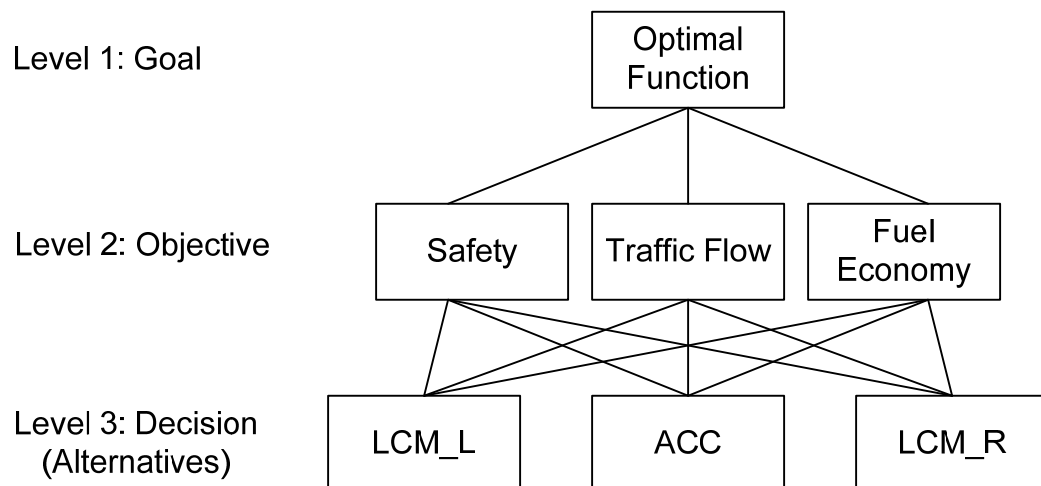 Level 1: Goal
Optimal
Function
Level 2: Objective
Safety
Traffic Flow
Fuel
Economy
Level 3: Decision
(Alternatives)
LCM_L
ACC
LCM_R